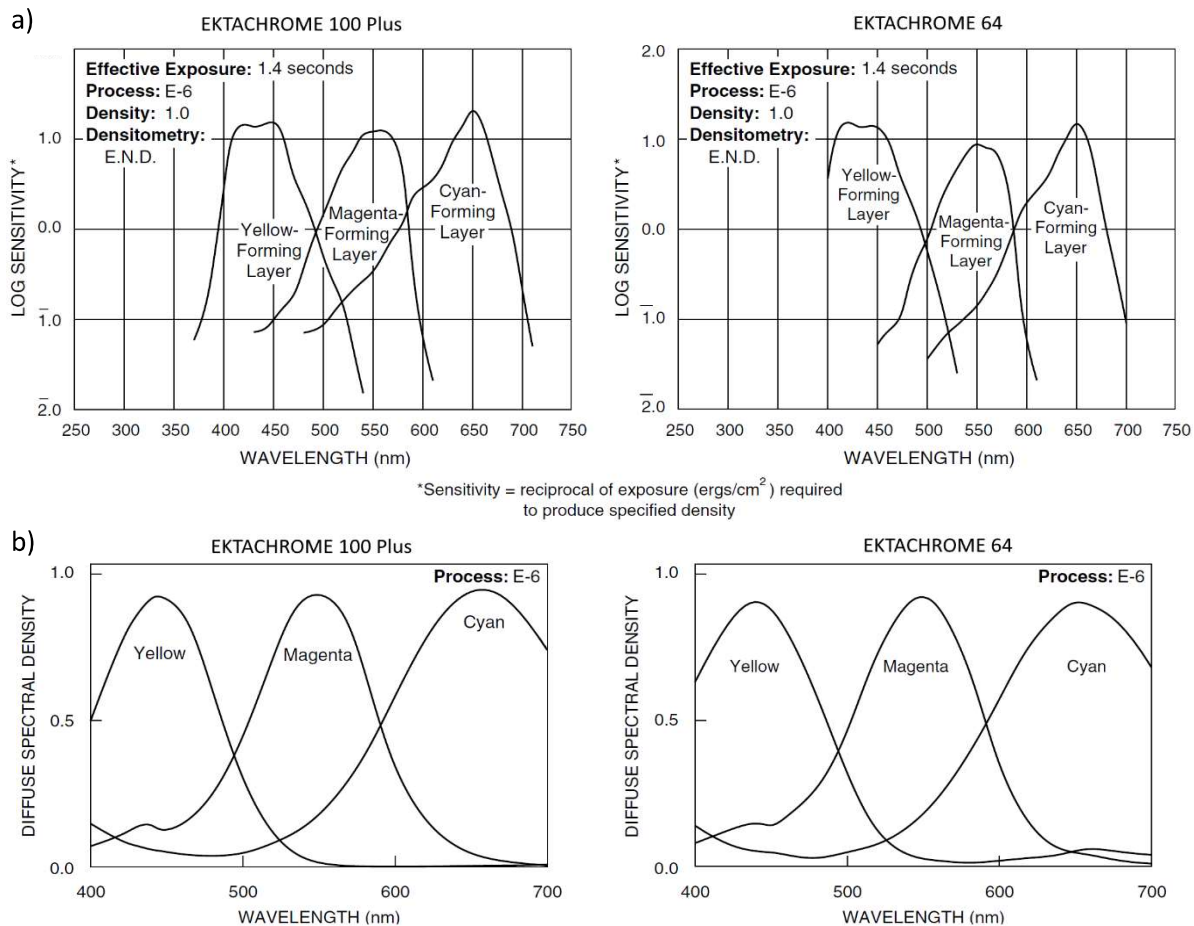 a)
EKTACHROME 100 Plus
EKTACHROME 64
Effective Exposure: 1.4 seconds
Process: E-6
Density: 1.0
Densitometry:
E.N.D.
Yellow-
Forming
Layer
Magenta-
Forming
Layer
Cyan-
Forming
Layer
LOG SENSITIVITY*
1.0
0.0
1̅.0
2̅.0
250 300 350 400 450 500 550 600 650 700 750
WAVELENGTH (nm)
Effective Exposure: 1.4 seconds
Process: E-6
Density: 1.0
Densitometry:
E.N.D.
Yellow-
Forming
Layer
Magenta-
Forming
Layer
Cyan-
Forming
Layer
LOG SENSITIVITY*
2.0
1.0
0.0
1̅.0
2̅.0
250 300 350 400 450 500 550 600 650 700 750
WAVELENGTH (nm)
*Sensitivity = reciprocal of exposure (ergs/cm²) required
to produce specified density
b)
EKTACHROME 100 Plus
EKTACHROME 64
Process: E-6
Yellow
Magenta
Cyan
DIFFUSE SPECTRAL DENSITY
1.0
0.5
0.0
400 500 600 700
WAVELENGTH (nm)
Process: E-6
Yellow
Magenta
Cyan
DIFFUSE SPECTRAL DENSITY
1.0
0.5
0.0
400 500 600 700
WAVELENGTH (nm)